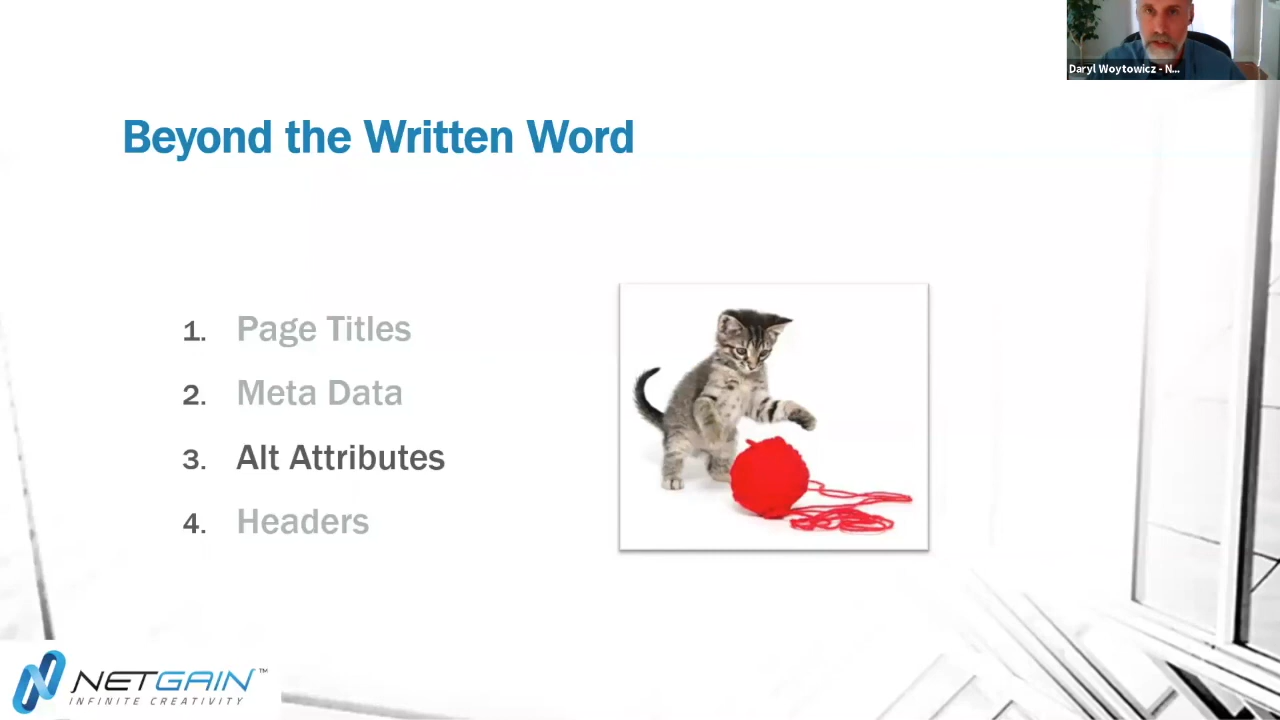 Daryl Woytowicz - N...
Beyond the Written Word
1. Page Titles
2. Meta Data
3. Alt Attributes
4. Headers
NETGAIN™
INFINITE CREATIVITY